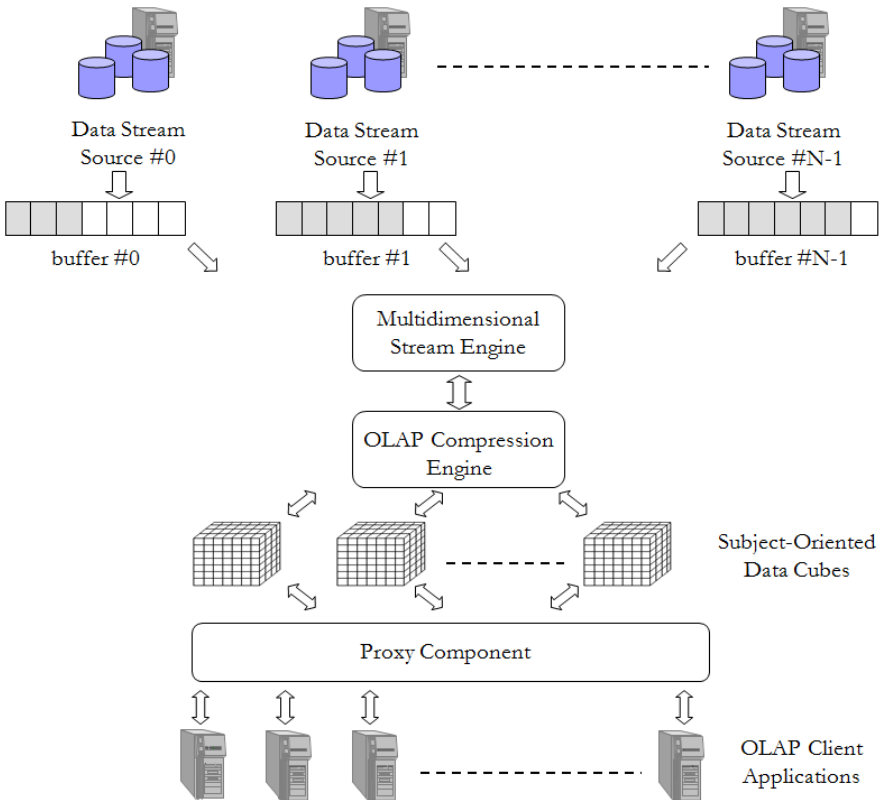 Data Stream
Source #0
Data Stream
Source #1
Data Stream
Source #N-1
buffer #0
buffer #1
buffer #N-1
Multidimensional
Stream Engine
OLAP Compression
Engine
Subject-Oriented
Data Cubes
Proxy Component
OLAP Client
Applications